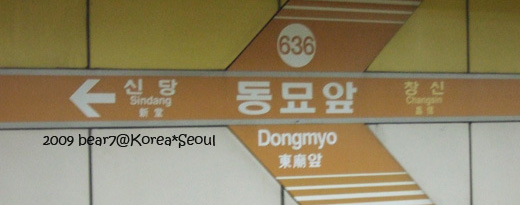 636
신당
Sindang
新堂
동묘앞
Dongmyo
東廟앞
창신
Changsin
昌信
2009 bear7@Korea*Seoul